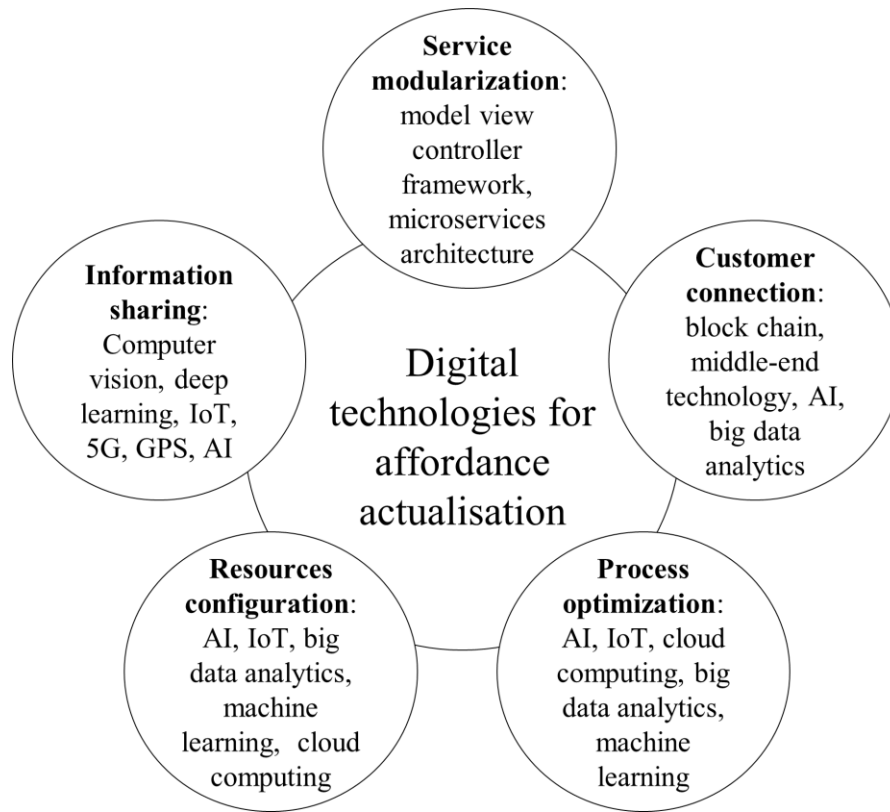 Service
modularization:
model view
controller
framework,
microservices
architecture
Information
sharing:
Computer
vision, deep
learning, IoT,
5G, GPS, AI
Customer
connection:
block chain,
middle-end
technology, AI,
big data
analytics
Digital
technologies for
affordance
actualisation
Resources
configuration:
AI, IoT, big
data analytics,
machine
learning, cloud
computing
Process
optimization:
AI, IoT, cloud
computing, big
data analytics,
machine
learning